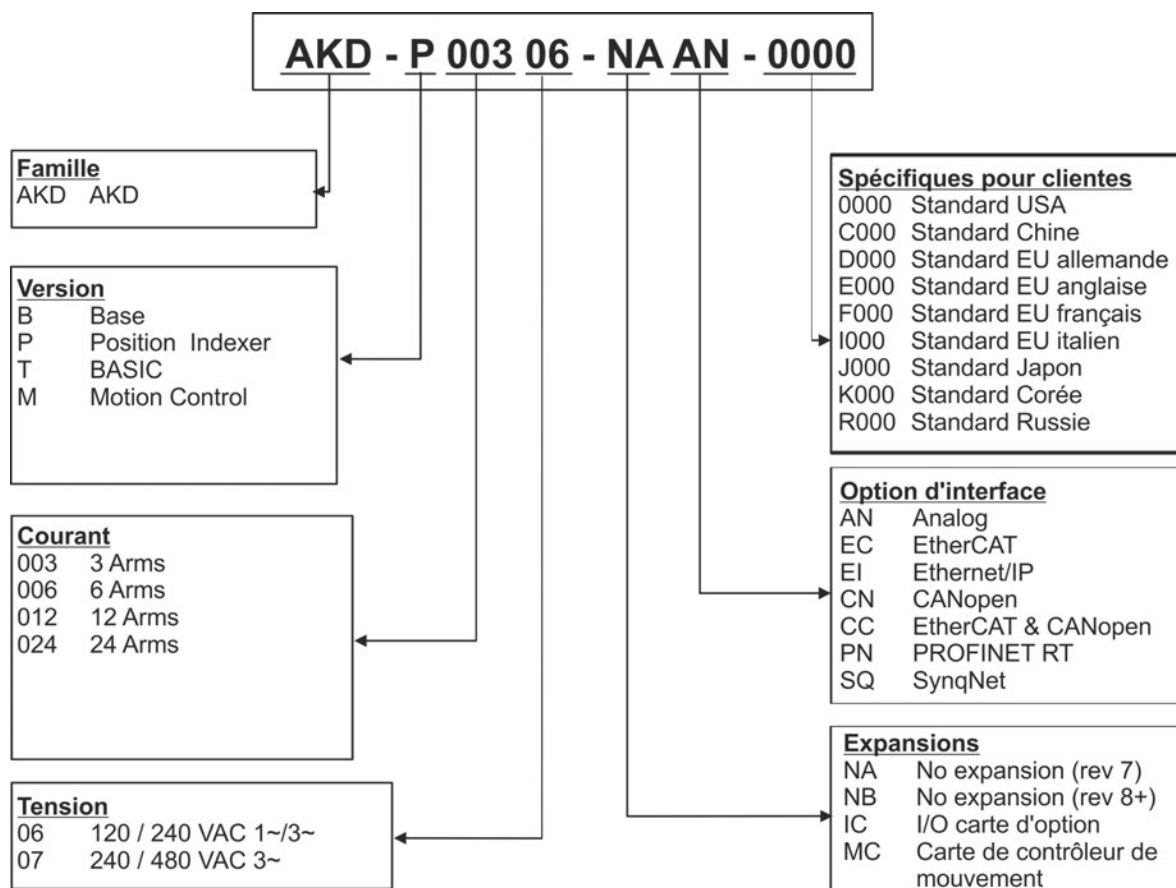 AKD - P 003 06 - NA AN - 0000
Famille
AKD AKD
Version
B Base
P Position Indexer
T BASIC
M Motion Control
Courant
003 3 Arms
006 6 Arms
012 12 Arms
024 24 Arms
Tension
06 120 / 240 VAC 1~/3~
07 240 / 480 VAC 3~
Spécifiques pour clientes
0000 Standard USA
C000 Standard Chine
D000 Standard EU allemande
E000 Standard EU anglaise
F000 Standard EU français
I000 Standard EU italien
J000 Standard Japon
K000 Standard Corée
R000 Standard Russie
Option d'interface
AN Analog
EC EtherCAT
EI Ethernet/IP
CN CANopen
CC EtherCAT & CANopen
PN PROFINET RT
SQ SynqNet
Expansions
NA No expansion (rev 7)
NB No expansion (rev 8+)
IC I/O carte d'option
MC Carte de contrôleur de
mouvement